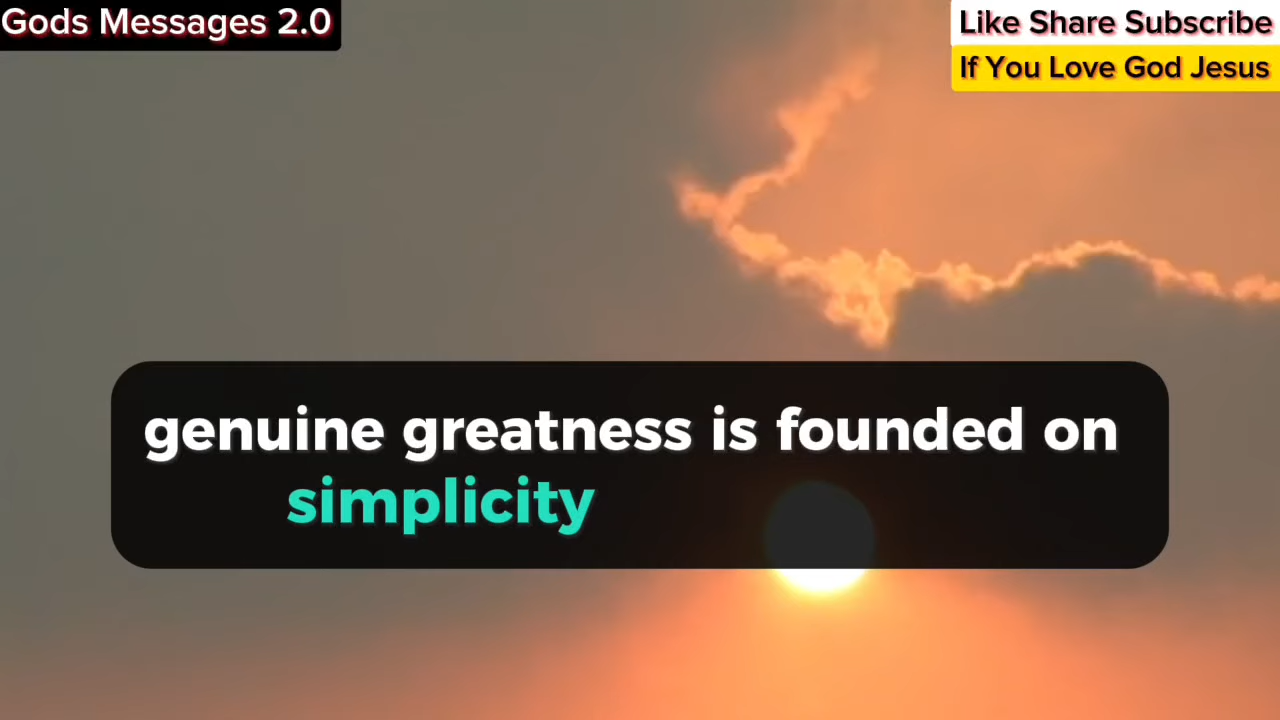 Gods Messages 2.0
Like Share Subscribe
If You Love God Jesus
genuine greatness is founded on
simplicity